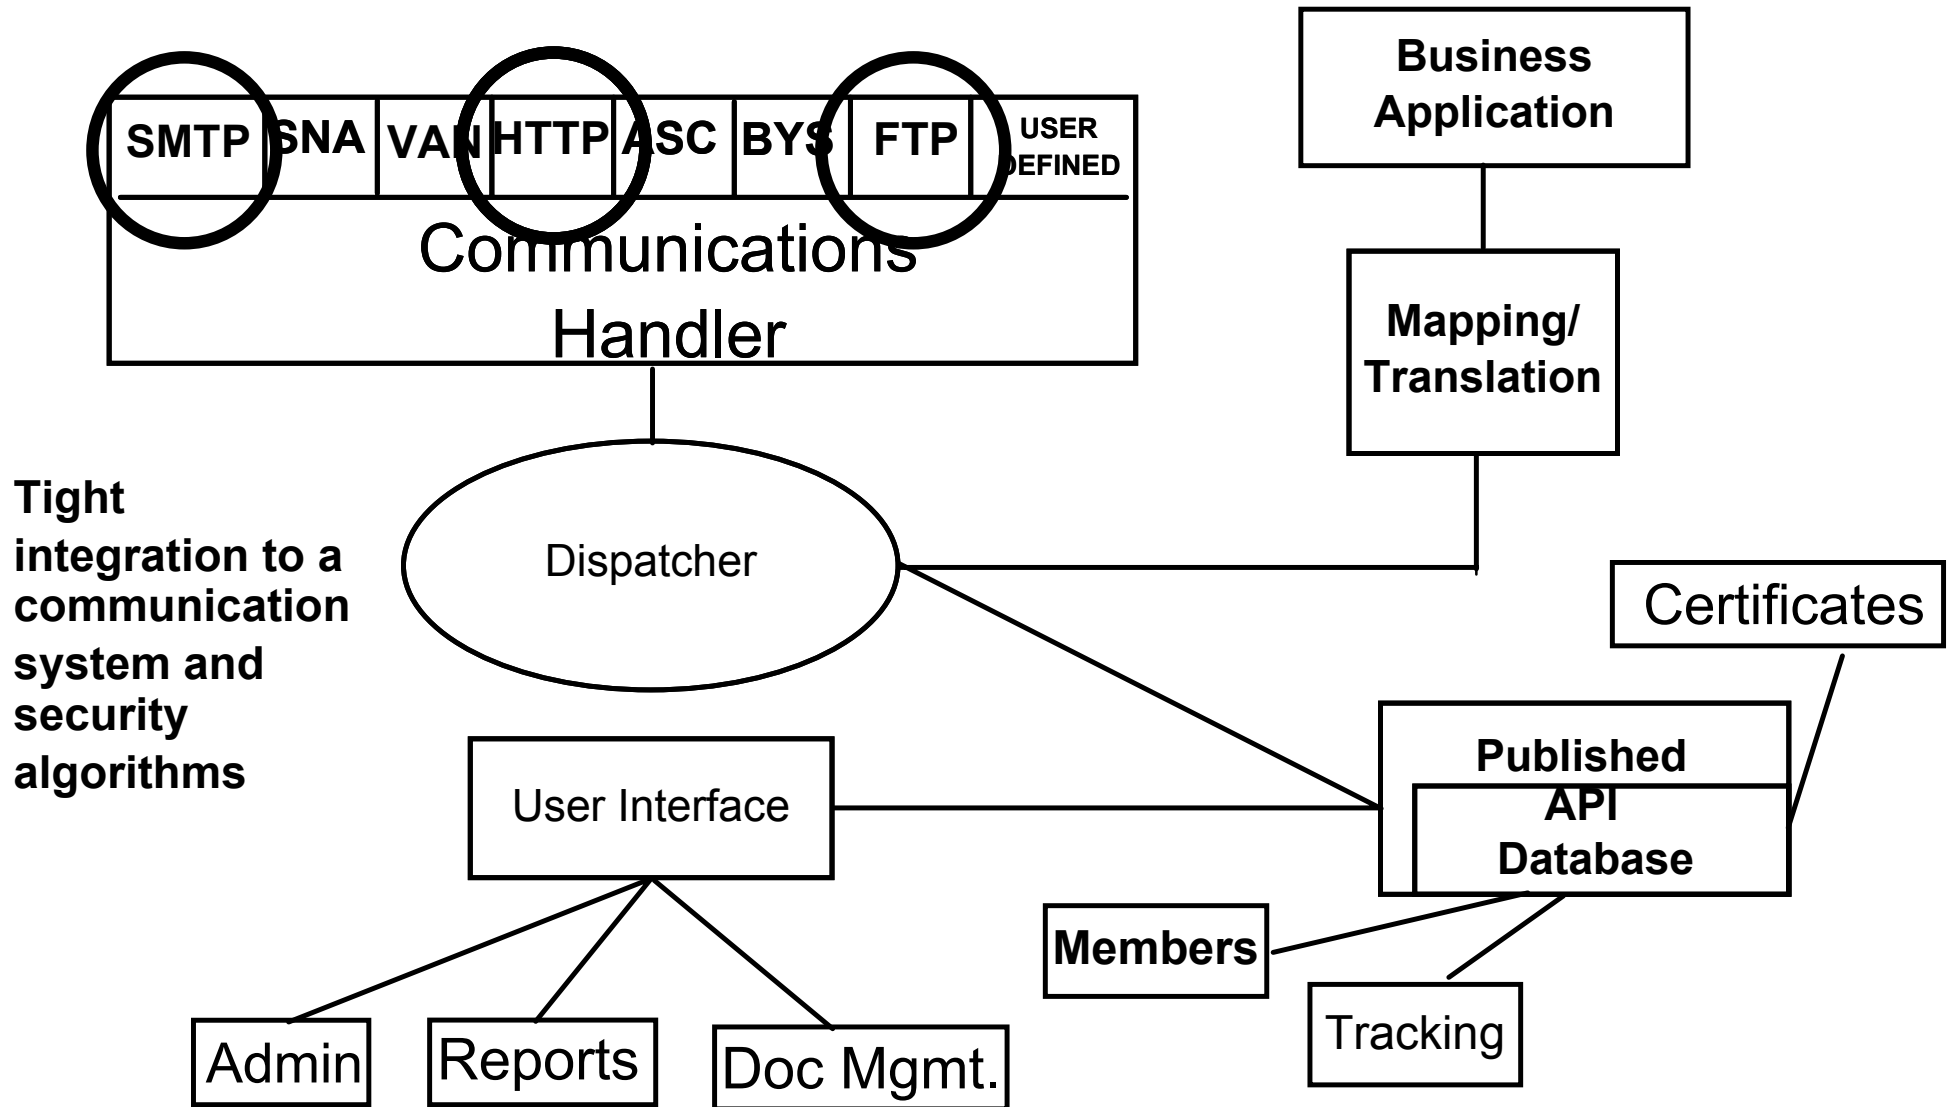 SMTP SNA VAN HTTP ASC BYS FTP USER
DEFINED
Communications
Handler
Business
Application
Mapping/
Translation
Tight
integration to a
communication
system and
security
algorithms
Dispatcher
Certificates
User Interface
Published
API
Database
Members
Tracking
Admin
Reports
Doc Mgmt.